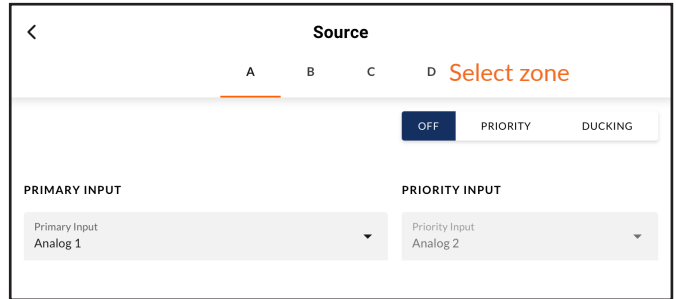 Source
A B C D Select zone
OFF PRIORITY DUCKING
PRIMARY INPUT PRIORITY INPUT
Primary Input Priority Input
Analog 1 Analog 2